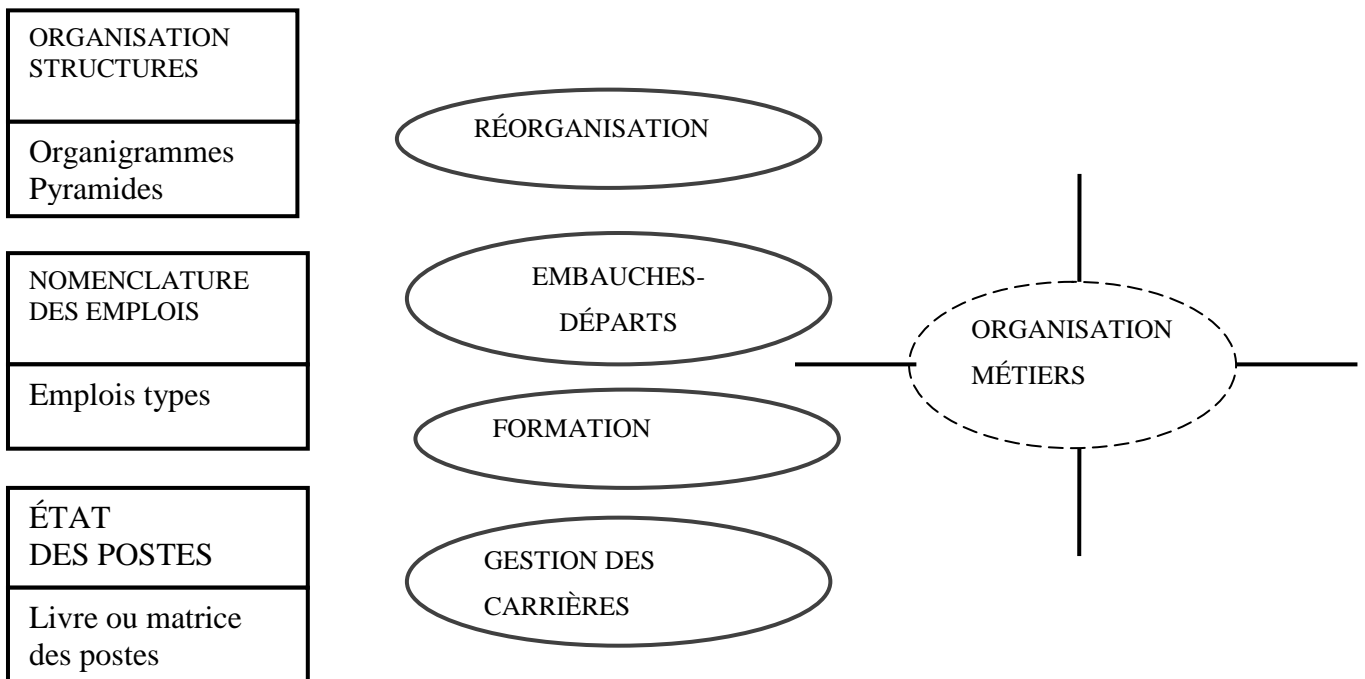 ORGANISATION
STRUCTURES
Organigrammes
Pyramides
NOMENCLATURE
DES EMPLOIS
Emplois types
ÉTAT
DES POSTES
Livre ou matrice
des postes
RÉORGANISATION
EMBAUCHES-
DÉPARTS
FORMATION
GESTION DES
CARRIÈRES
ORGANISATION
MÉTIERS